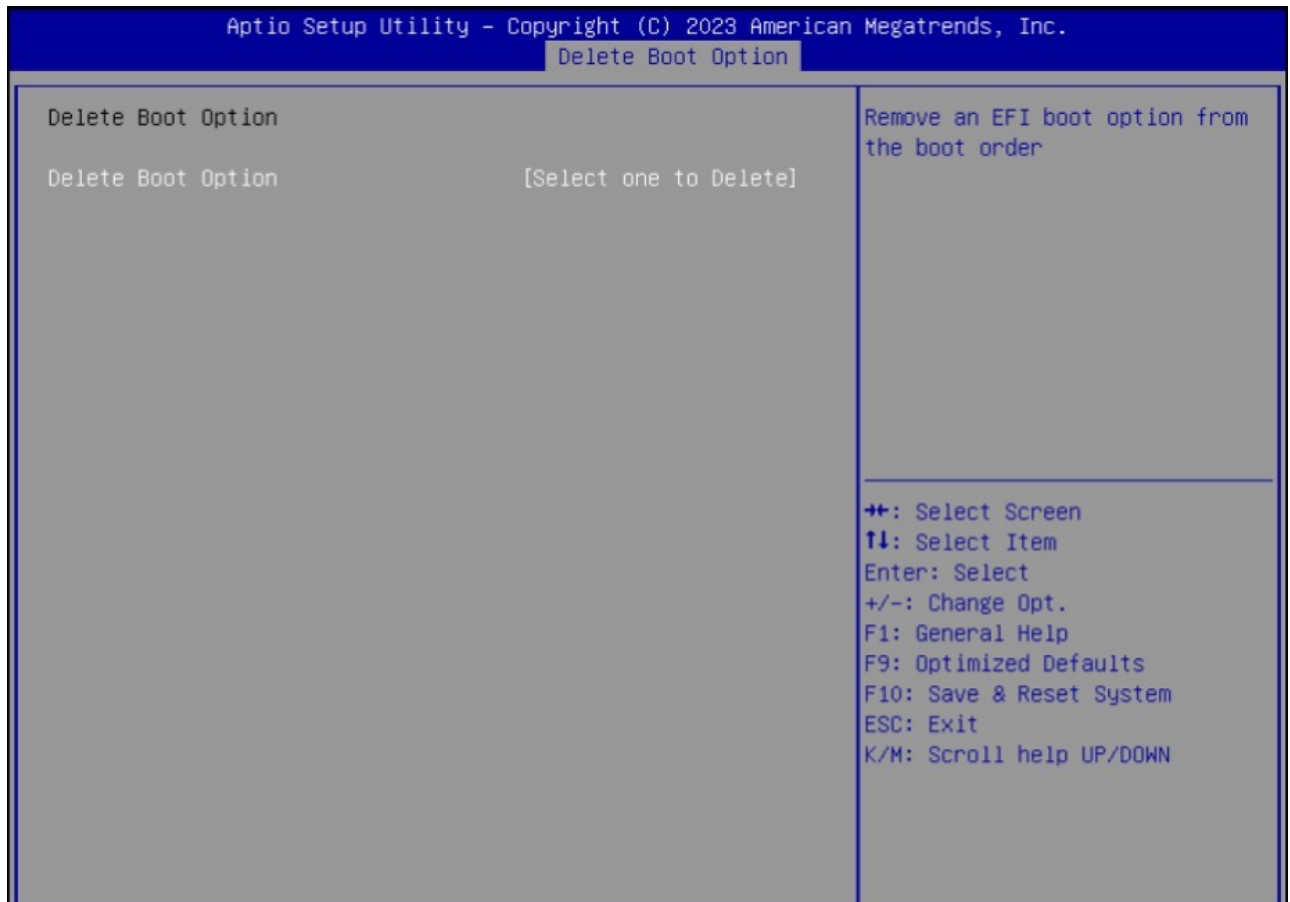 Aptio Setup Utility – Copyright (C) 2023 American Megatrends, Inc.
Delete Boot Option
Delete Boot Option
Delete Boot Option [Select one to Delete]
Remove an EFI boot option from
the boot order
→←: Select Screen
↑↓: Select Item
Enter: Select
+/-: Change Opt.
F1: General Help
F9: Optimized Defaults
F10: Save & Reset System
ESC: Exit
K/M: Scroll help UP/DOWN